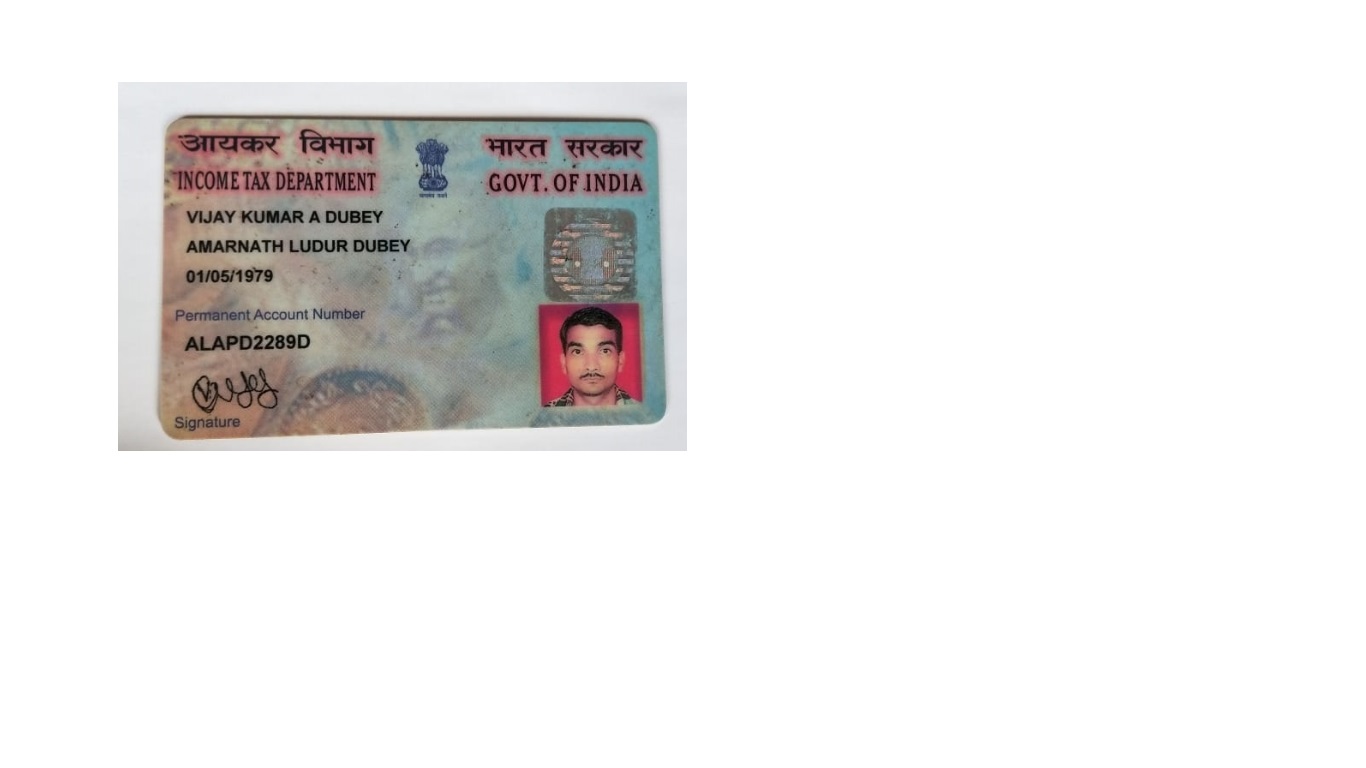 आयकर विभाग
INCOME TAX DEPARTMENT
भारत सरकार
GOVT. OF INDIA
VIJAY KUMAR A DUBEY
AMARNATH LUDUR DUBEY
01/05/1979
Permanent Account Number
ALAPD2289D
Signature